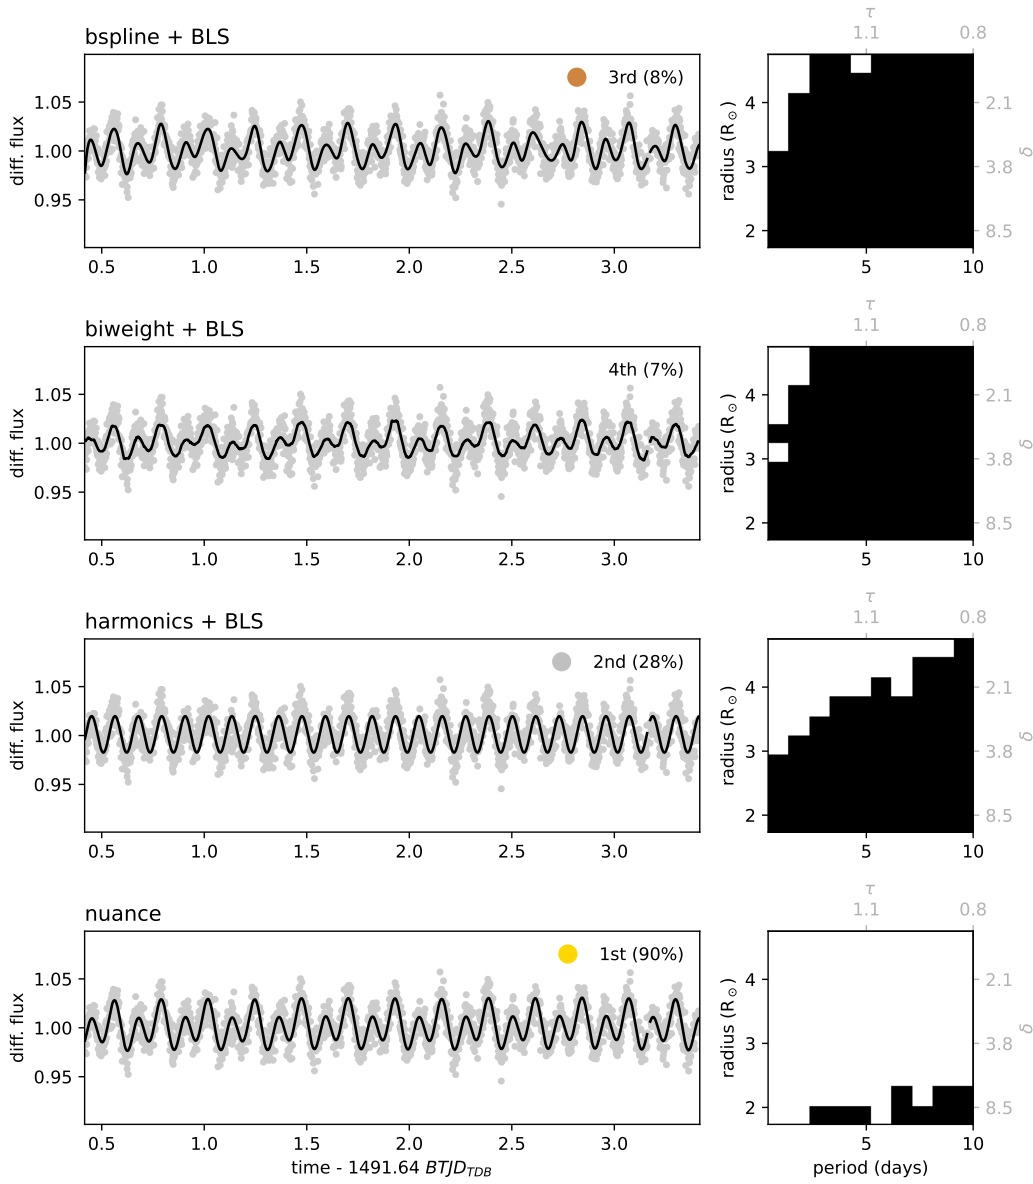 bspline + BLS
3rd (8%)
diff. flux
1.05
1.00
0.95
0.5 1.0 1.5 2.0 2.5 3.0
τ
1.1 0.8
radius (R⊙)
4
3
2
2.1
3.8
8.5
δ
5 10
biweight + BLS
4th (7%)
diff. flux
1.05
1.00
0.95
0.5 1.0 1.5 2.0 2.5 3.0
τ
1.1 0.8
radius (R⊙)
4
3
2
2.1
3.8
8.5
δ
5 10
harmonics + BLS
2nd (28%)
diff. flux
1.05
1.00
0.95
0.5 1.0 1.5 2.0 2.5 3.0
τ
1.1 0.8
radius (R⊙)
4
3
2
2.1
3.8
8.5
δ
5 10
nuance
1st (90%)
diff. flux
1.05
1.00
0.95
0.5 1.0 1.5 2.0 2.5 3.0
time - 1491.64 BTJD_TDB
τ
1.1 0.8
radius (R⊙)
4
3
2
2.1
3.8
8.5
δ
5 10
period (days)